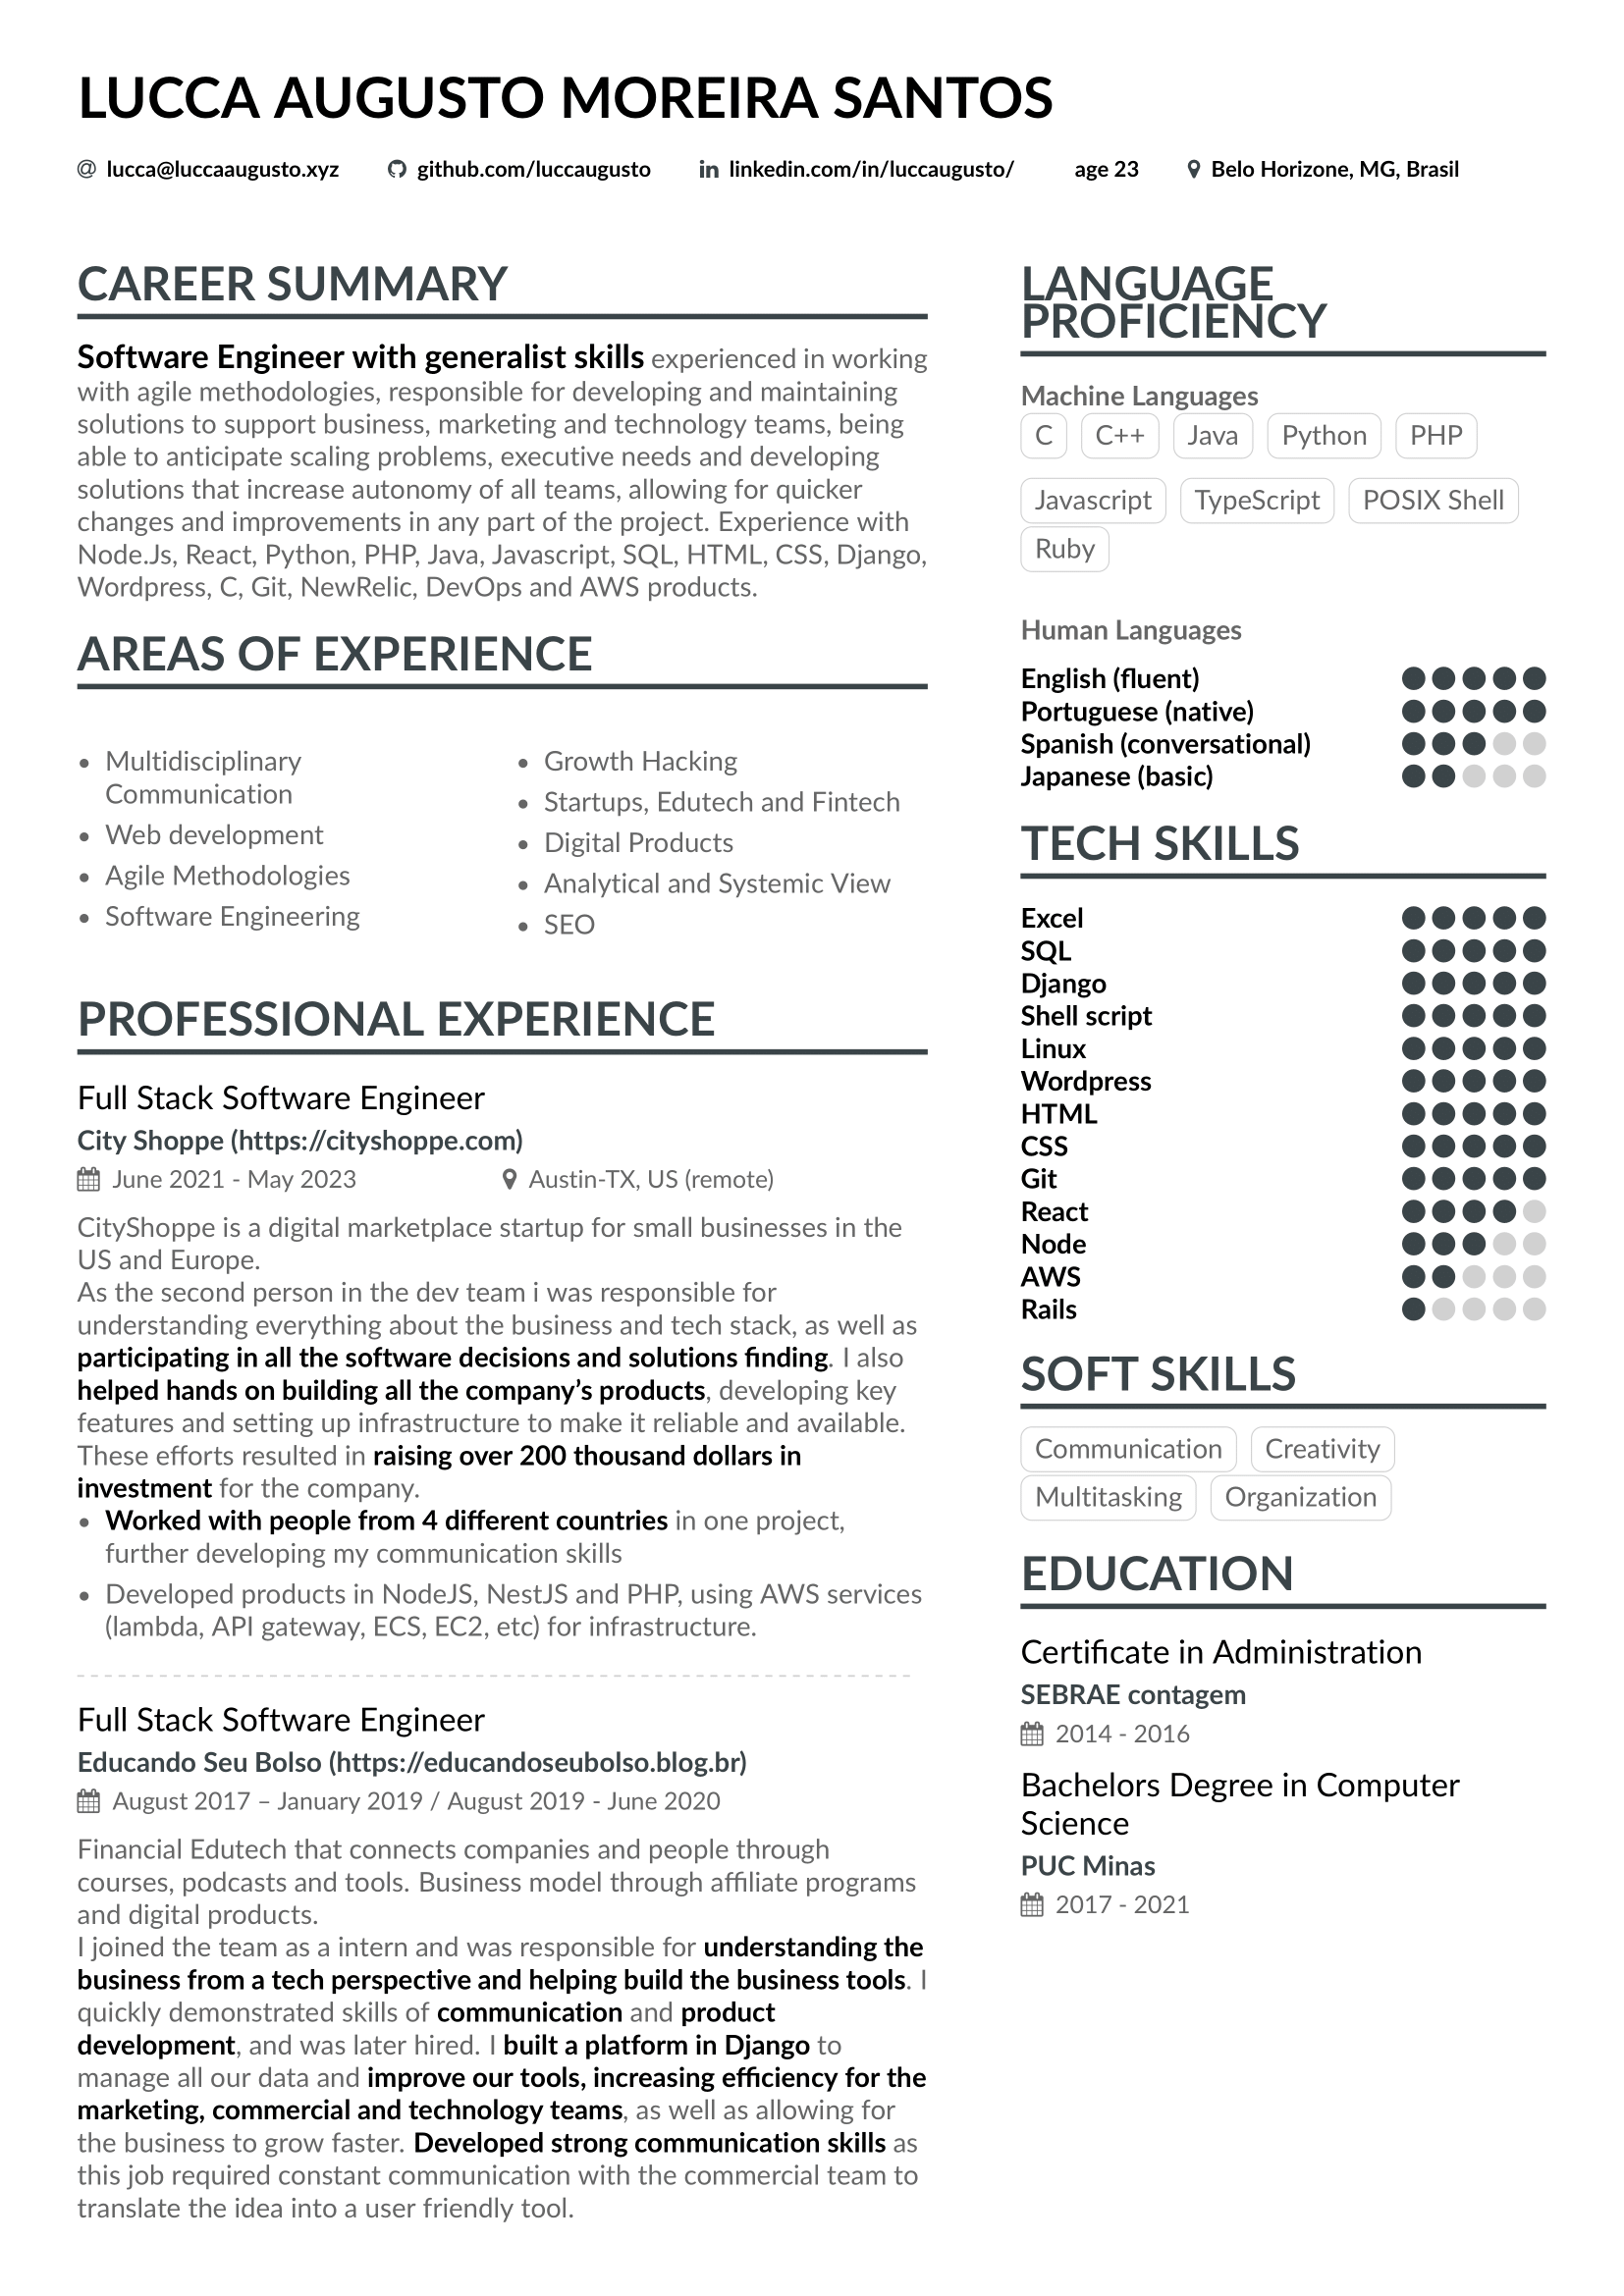 LUCCA AUGUSTO MOREIRA SANTOS
@ lucca@luccaaugusto.xyz github.com/luccaugusto linkedin.com/in/luccaugusto/ age 23 Belo Horizone, MG, Brasil
CAREER SUMMARY
Software Engineer with generalist skills experienced in working
with agile methodologies, responsible for developing and maintaining
solutions to support business, marketing and technology teams, being
able to anticipate scaling problems, executive needs and developing
solutions that increase autonomy of all teams, allowing for quicker
changes and improvements in any part of the project. Experience with
Node.Js, React, Python, PHP, Java, Javascript, SQL, HTML, CSS, Django,
Wordpress, C, Git, NewRelic, DevOps and AWS products.
AREAS OF EXPERIENCE
• Multidisciplinary
Communication
• Web development
• Agile Methodologies
• Software Engineering
• Growth Hacking
• Startups, Edutech and Fintech
• Digital Products
• Analytical and Systemic View
• SEO
PROFESSIONAL EXPERIENCE
Full Stack Software Engineer
City Shoppe (https://cityshoppe.com)
June 2021 - May 2023 Austin-TX, US (remote)
CityShoppe is a digital marketplace startup for small businesses in the
US and Europe.
As the second person in the dev team i was responsible for
understanding everything about the business and tech stack, as well as
participating in all the software decisions and solutions finding. I also
helped hands on building all the company's products, developing key
features and setting up infrastructure to make it reliable and available.
These efforts resulted in raising over 200 thousand dollars in
investment for the company.
• Worked with people from 4 different countries in one project,
further developing my communication skills
• Developed products in NodeJS, NestJS and PHP, using AWS services
(lambda, API gateway, ECS, EC2, etc) for infrastructure.
Full Stack Software Engineer
Educando Seu Bolso (https://educandoseubolso.blog.br)
August 2017 – January 2019 / August 2019 - June 2020
Financial Edutech that connects companies and people through
courses, podcasts and tools. Business model through affiliate programs
and digital products.
I joined the team as a intern and was responsible for understanding the
business from a tech perspective and helping build the business tools. I
quickly demonstrated skills of communication and product
development, and was later hired. I built a platform in Django to
manage all our data and improve our tools, increasing efficiency for the
marketing, commercial and technology teams, as well as allowing for
the business to grow faster. Developed strong communication skills as
this job required constant communication with the commercial team to
translate the idea into a user friendly tool.
LANGUAGE
PROFICIENCY
Machine Languages
C C++ Java Python PHP
Javascript TypeScript POSIX Shell
Ruby
Human Languages
English (fluent)
Portuguese (native)
Spanish (conversational)
Japanese (basic)
TECH SKILLS
Excel
SQL
Django
Shell script
Linux
Wordpress
HTML
CSS
Git
React
Node
AWS
Rails
SOFT SKILLS
Communication Creativity
Multitasking Organization
EDUCATION
Certificate in Administration
SEBRAE contagem
2014 - 2016
Bachelors Degree in Computer
Science
PUC Minas
2017 - 2021